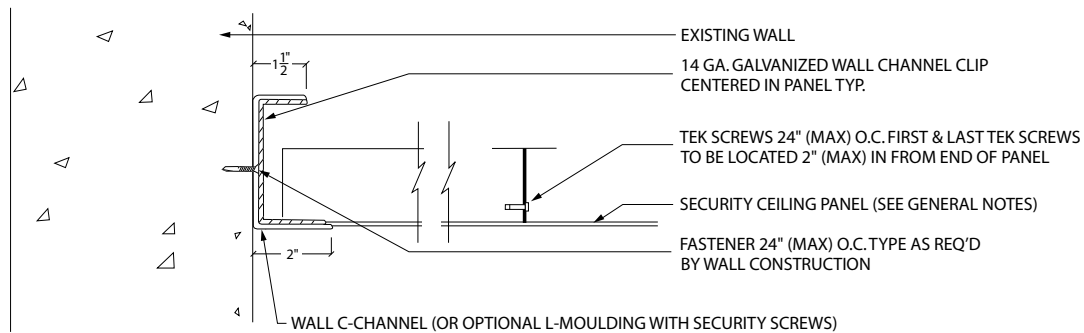 EXISTING WALL
1 1/2"
14 GA. GALVANIZED WALL CHANNEL CLIP
CENTERED IN PANEL TYP.
TEK SCREWS 24" (MAX) O.C. FIRST & LAST TEK SCREWS
TO BE LOCATED 2" (MAX) IN FROM END OF PANEL
SECURITY CEILING PANEL (SEE GENERAL NOTES)
2"
FASTENER 24" (MAX) O.C. TYPE AS REQ'D
BY WALL CONSTRUCTION
WALL C-CHANNEL (OR OPTIONAL L-MOULDING WITH SECURITY SCREWS)